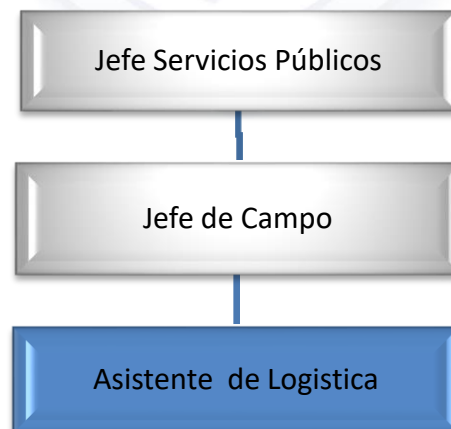 Jefe Servicios Públicos
Jefe de Campo
Asistente de Logistica